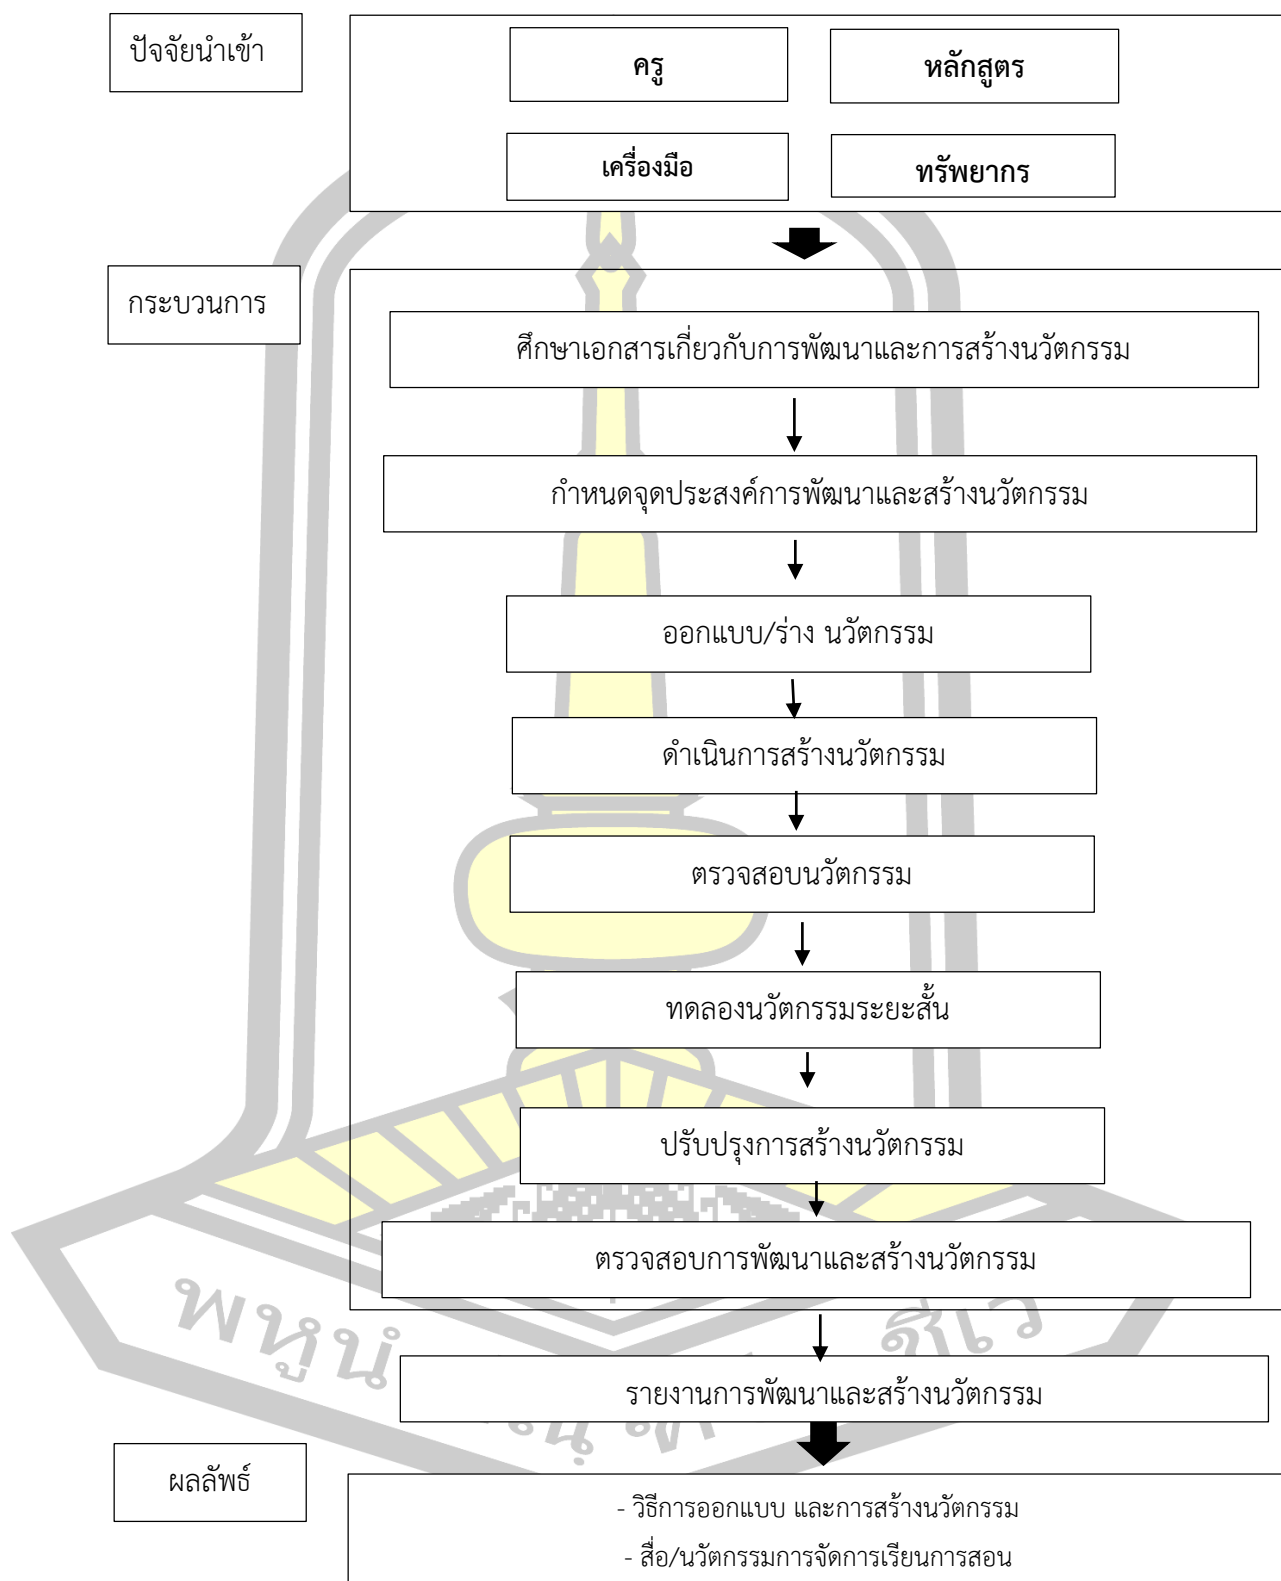 ปัจจัยนำเข้า
ครู
หลักสูตร
เครื่องมือ
ทรัพยากร
กระบวนการ
ศึกษาเอกสารเกี่ยวกับการพัฒนาและการสร้างนวัตกรรม
กำหนดจุดประสงค์การพัฒนาและสร้างนวัตกรรม
ออกแบบ/ร่าง นวัตกรรม
ดำเนินการสร้างนวัตกรรม
ตรวจสอบนวัตกรรม
ทดลองนวัตกรรมระยะสั้น
ปรับปรุงการสร้างนวัตกรรม
ตรวจสอบการพัฒนาและสร้างนวัตกรรม
พหูนํ
ชีเว
รายงานการพัฒนาและสร้างนวัตกรรม
ผลลัพธ์
- วิธีการออกแบบ และการสร้างนวัตกรรม
- สื่อ/นวัตกรรมการจัดการเรียนการสอน